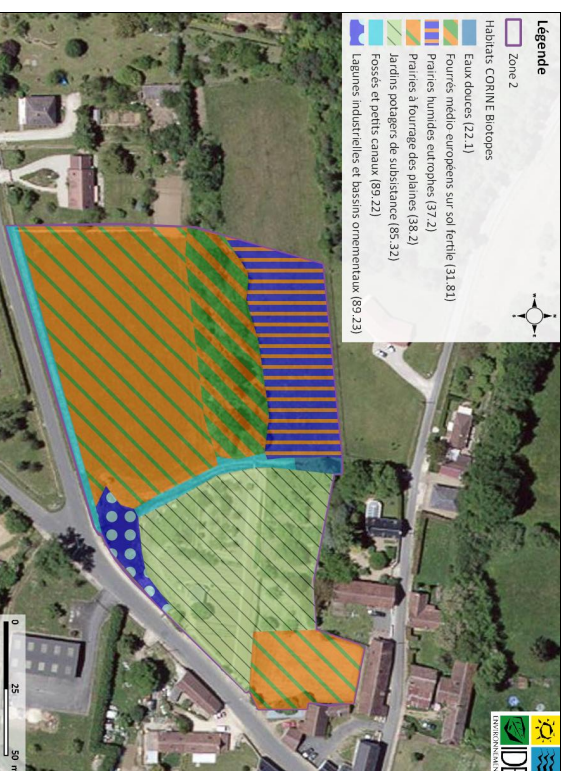 Légende
Zone 2
Habitats CORINE Biotopes
Eaux douces (22.1)
Fourrés médio européens sur sol fertile (31.81)
Prairies humides eutrophes (37.2)
Prairies à fourrage des plaines (38.2)
Jardins potagers de subsistance (85.32)
Fossés et petits canaux (89.22)
Lagunes industrielles et bassins ornementaux (89.23)
0 25 50 m